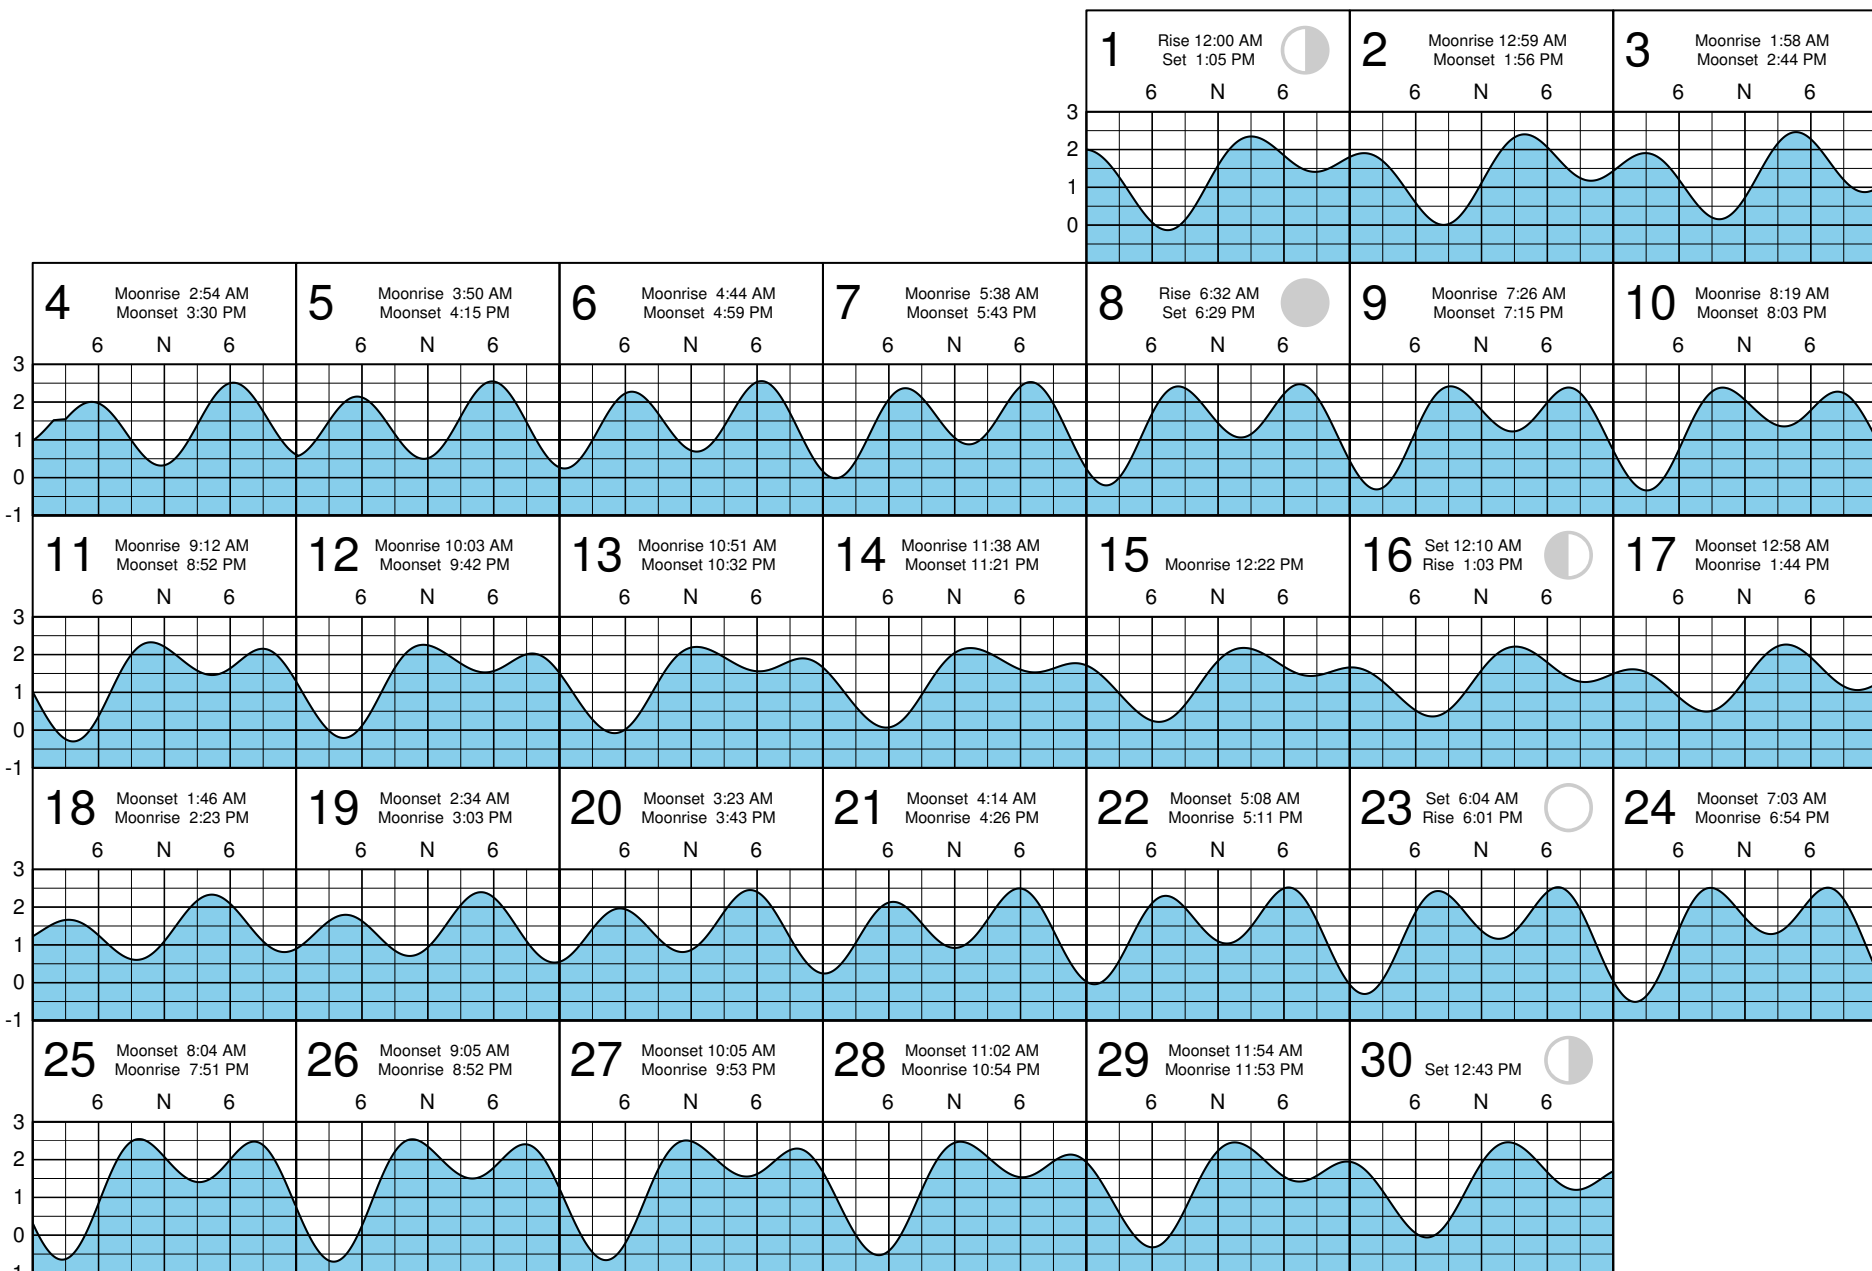 1 Rise 12:00 AM
Set 1:05 PM
2 Moonrise 12:59 AM
Moonset 1:56 PM
3 Moonrise 1:58 AM
Moonset 2:44 PM
6 N 6 6 N 6 6 N 6
3
2
1
0
4 Moonrise 2:54 AM
Moonset 3:30 PM
5 Moonrise 3:50 AM
Moonset 4:15 PM
6 Moonrise 4:44 AM
Moonset 4:59 PM
7 Moonrise 5:38 AM
Moonset 5:43 PM
8 Rise 6:32 AM
Set 6:29 PM
9 Moonrise 7:26 AM
Moonset 7:15 PM
10 Moonrise 8:19 AM
Moonset 8:03 PM
6 N 6 6 N 6 6 N 6 6 N 6 6 N 6 6 N 6 6 N 6
3
2
1
0
-1
11 Moonrise 9:12 AM
Moonset 8:52 PM
12 Moonrise 10:03 AM
Moonset 9:42 PM
13 Moonrise 10:51 AM
Moonset 10:32 PM
14 Moonrise 11:38 AM
Moonset 11:21 PM
15 Moonrise 12:22 PM
16 Set 12:10 AM
Rise 1:03 PM
17 Moonset 12:58 AM
Moonrise 1:44 PM
6 N 6 6 N 6 6 N 6 6 N 6 6 N 6 6 N 6 6 N 6
3
2
1
0
-1
18 Moonset 1:46 AM
Moonrise 2:23 PM
19 Moonset 2:34 AM
Moonrise 3:03 PM
20 Moonset 3:23 AM
Moonrise 3:43 PM
21 Moonset 4:14 AM
Moonrise 4:26 PM
22 Moonset 5:08 AM
Moonrise 5:11 PM
23 Set 6:04 AM
Rise 6:01 PM
24 Moonset 7:03 AM
Moonrise 6:54 PM
6 N 6 6 N 6 6 N 6 6 N 6 6 N 6 6 N 6 6 N 6
3
2
1
0
-1
25 Moonset 8:04 AM
Moonrise 7:51 PM
26 Moonset 9:05 AM
Moonrise 8:52 PM
27 Moonset 10:05 AM
Moonrise 9:53 PM
28 Moonset 11:02 AM
Moonrise 10:54 PM
29 Moonset 11:54 AM
Moonrise 11:53 PM
30 Set 12:43 PM
6 N 6 6 N 6 6 N 6 6 N 6 6 N 6 6 N 6
3
2
1
0
-1